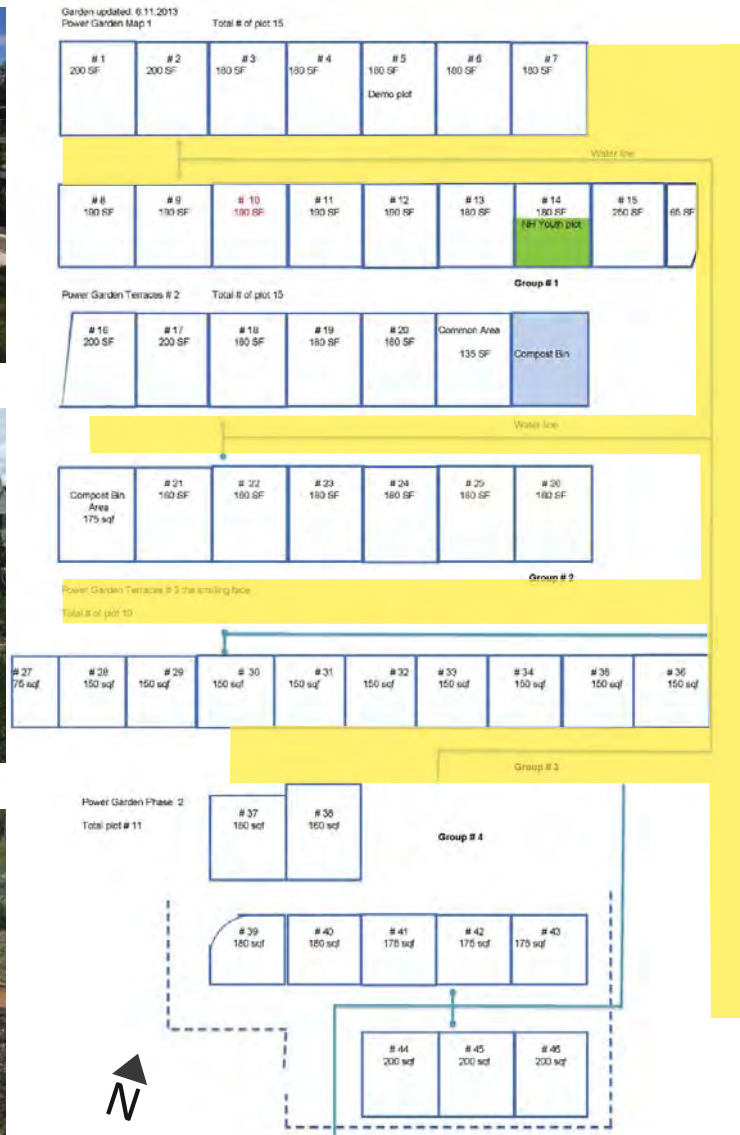 Garden updated. 6.11.2013
Power Garden Map 1 Total # of plot 15
# 1 # 2 # 3 # 4 # 5 # 6 # 7
200 SF 200 SF 180 SF 180 SF 180 SF 180 SF 180 SF
Demo plot
Water line
# 8 # 9 # 10 # 11 # 12 # 13 # 14 # 15
190 SF 190 SF 190 SF 190 SF 190 SF 180 SF 180 SF 250 SF 65 SF
NH Youth plot
Group # 1
Power Garden Terraces # 2 Total # of plot 15
# 16 # 17 # 18 # 19 # 20 Common Area
200 SF 200 SF 180 SF 180 SF 180 SF 135 SF Compost Bin
Water line
Compost Bin # 21 # 22 # 23 # 24 # 25 # 26
Area 160 SF 180 SF 180 SF 180 SF 180 SF 180 SF
175 sqf
Group # 2
Power Garden Terraces # 3 the smiling face
Total # of plot 10
# 27 # 28 # 29 # 30 # 31 # 32 # 33 # 34 # 35 # 36
75 sqf 150 sqf 150 sqf 150 sqf 150 sqf 150 sqf 150 sqf 150 sqf 150 sqf 150 sqf
Group # 3
Power Garden Phase 2
Total plot # 11
# 37 # 38
160 sqf 160 sqf
Group # 4
# 39 # 40 # 41 # 42 # 43
180 sqf 180 sqf 175 sqf 175 sqf 175 sqf
# 44 # 45 # 46
200 sqf 200 sqf 200 sqf
N